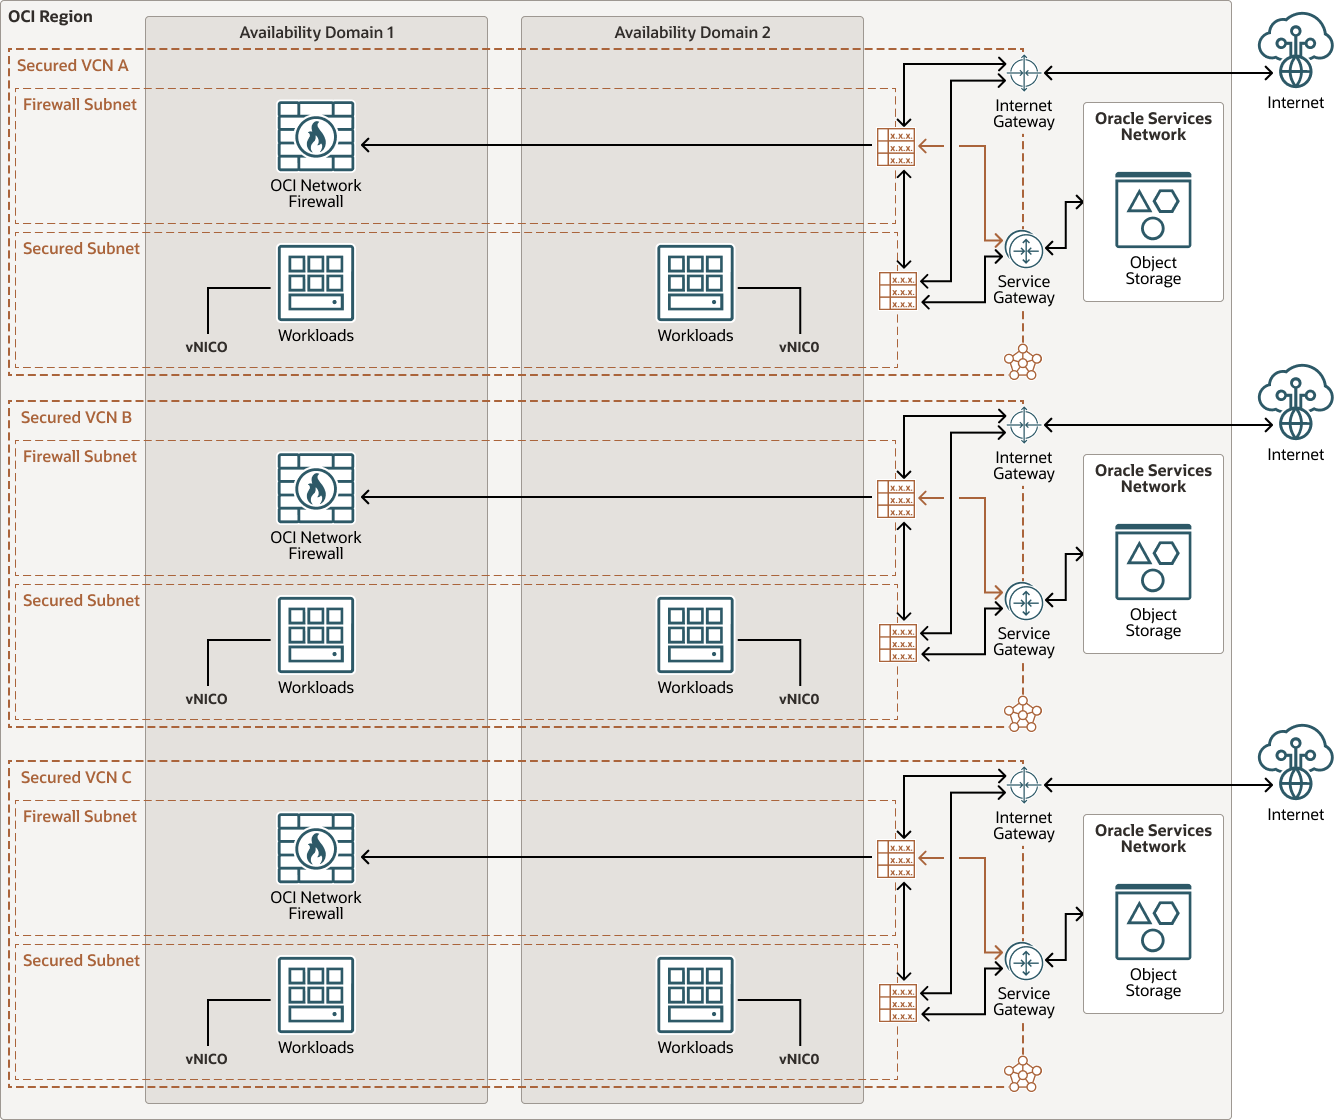 OCI Region
Availability Domain 1
Availability Domain 2
Secured VCN A
Firewall Subnet
OCI Network
Firewall
x.x.x.
x.x.x.
x.x.x.
Internet
Gateway
Internet
Oracle Services
Network
Object
Storage
Secured Subnet
Workloads
vNICO
Workloads
vNIC0
x.x.x.
x.x.x.
x.x.x.
Service
Gateway
Secured VCN B
Firewall Subnet
OCI Network
Firewall
x.x.x.
x.x.x.
x.x.x.
Internet
Gateway
Internet
Oracle Services
Network
Object
Storage
Secured Subnet
Workloads
vNICO
Workloads
vNIC0
x.x.x.
x.x.x.
x.x.x.
Service
Gateway
Secured VCN C
Firewall Subnet
OCI Network
Firewall
x.x.x.
x.x.x.
x.x.x.
Internet
Gateway
Internet
Oracle Services
Network
Object
Storage
Secured Subnet
Workloads
vNICO
Workloads
vNIC0
x.x.x.
x.x.x.
x.x.x.
Service
Gateway